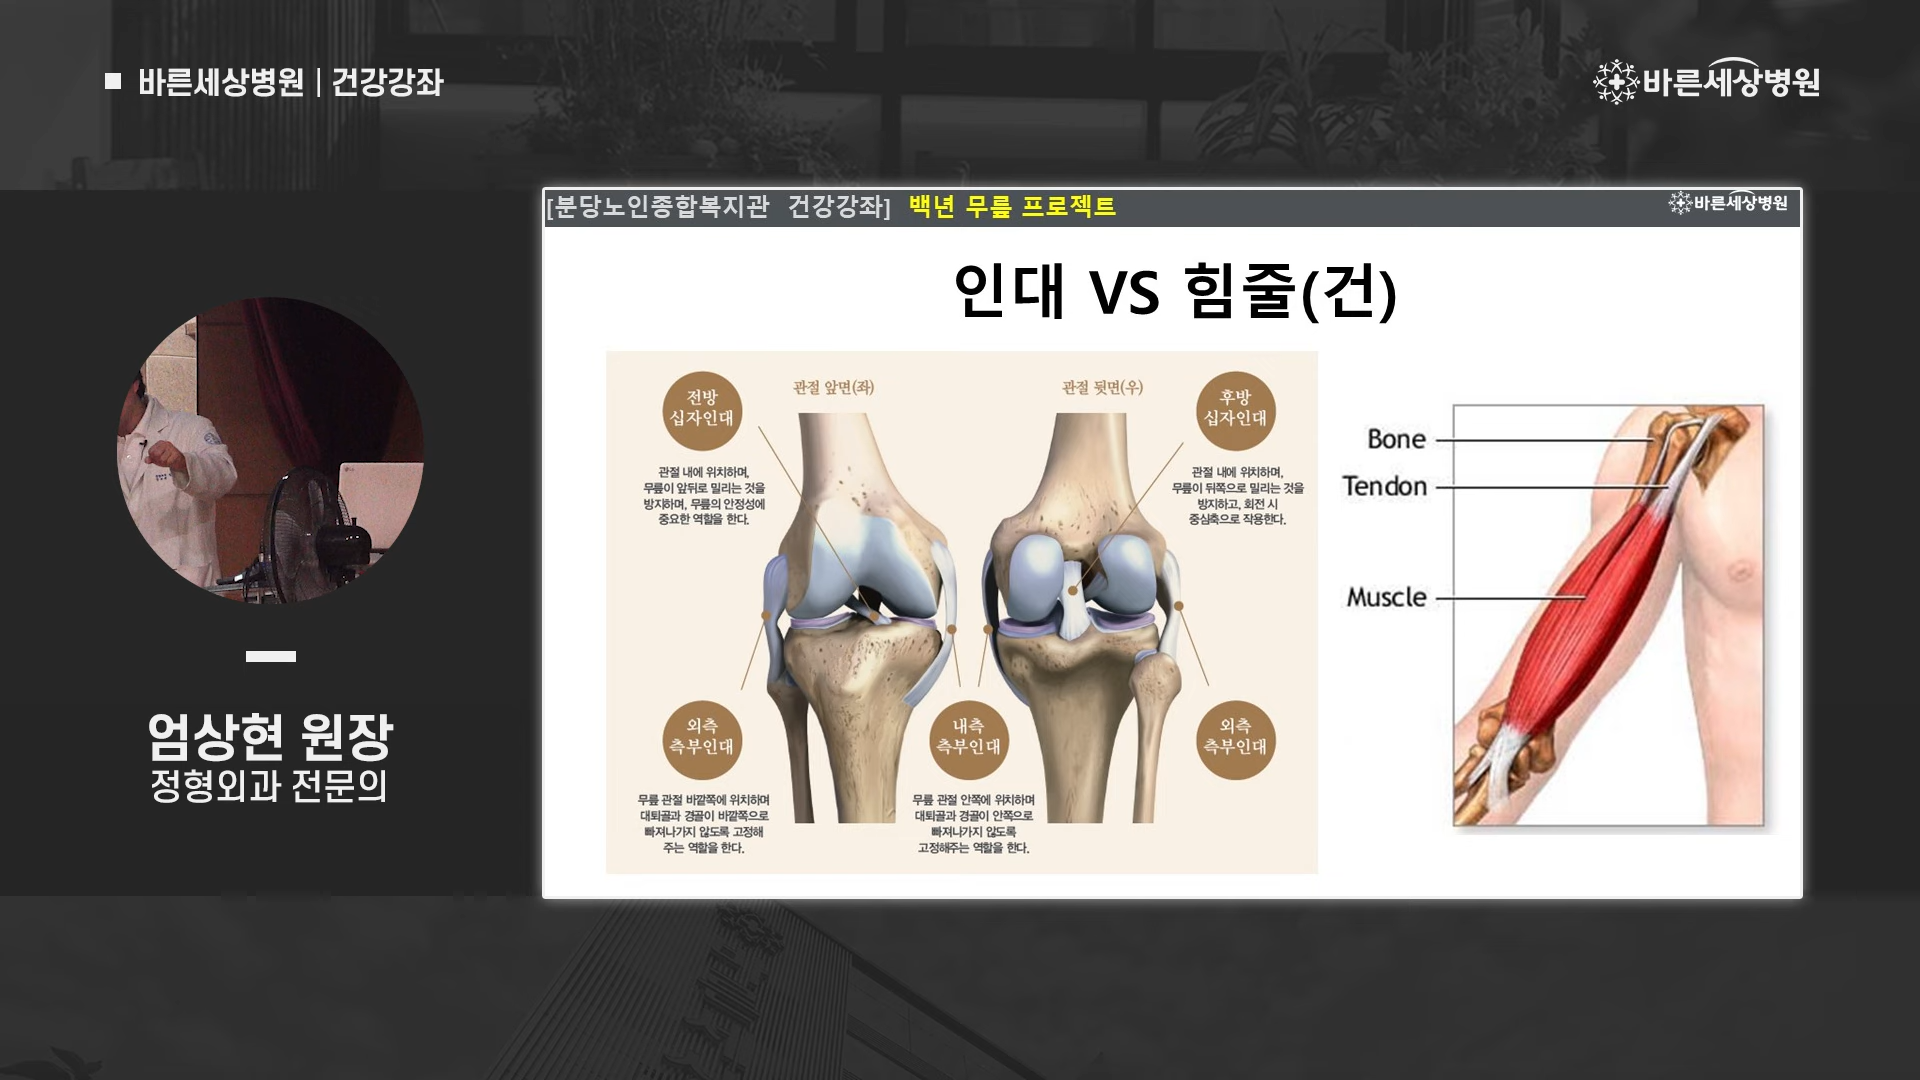 바른세상병원 | 건강강좌
바른세상병원
[분당노인종합복지관 건강강좌] 백년 무릎 프로젝트
바른세상병원
인대 VS 힘줄(건)
전방
십자인대
관절 앞면(좌)
관절 뒷면(우)
후방
십자인대
관절 내에 위치하며,
무릎이 앞뒤로 밀리는 것을
방지하며, 무릎의 안정성에
중요한 역할을 한다.
관절 내에 위치하며,
무릎이 뒤쪽으로 밀리는 것을
방지하고, 회전 시
중심축으로 작용한다.
외측
측부인대
내측
측부인대
외측
측부인대
무릎 관절 바깥쪽에 위치하며
대퇴골과 경골이 바깥쪽으로
빠져나가지 않도록 고정해
주는 역할을 한다.
무릎 관절 안쪽에 위치하며
대퇴골과 경골이 안쪽으로
빠져나가지 않도록
고정해주는 역할을 한다.
Bone
Tendon
Muscle
엄상현 원장
정형외과 전문의